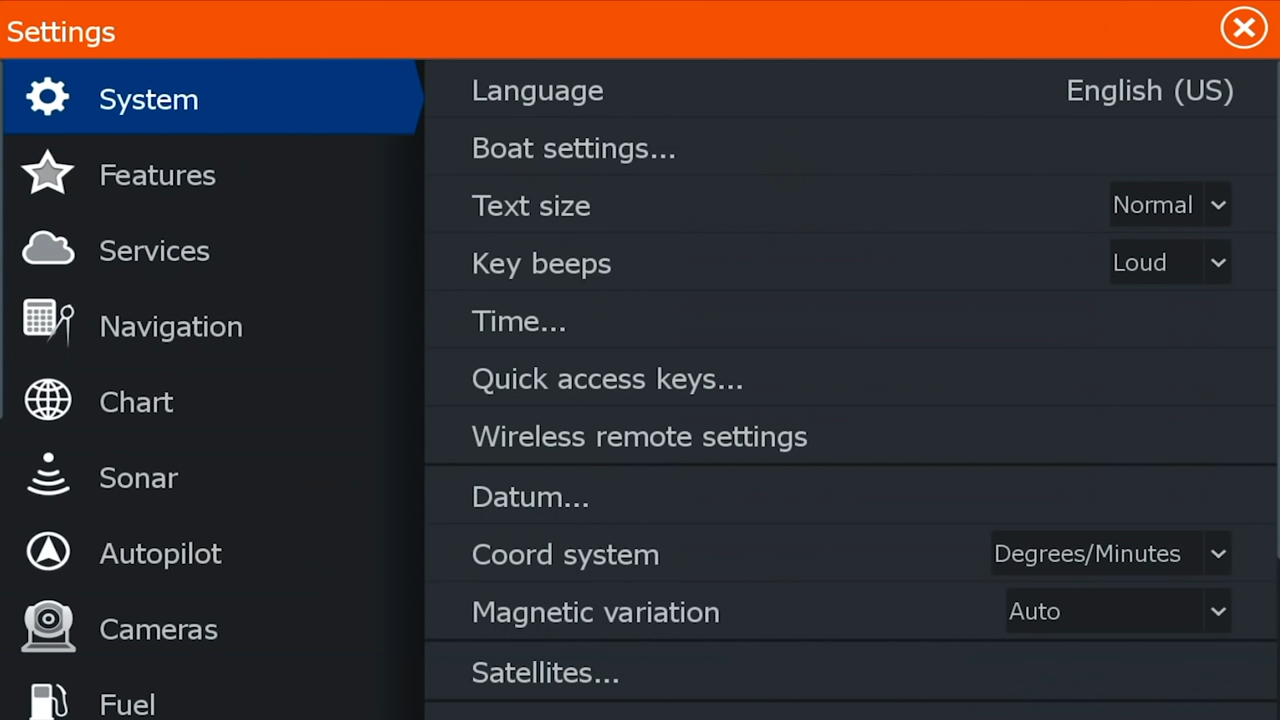 Settings
System
Features
Services
Navigation
Chart
Sonar
Autopilot
Cameras
Fuel
Language English (US)
Boat settings...
Text size Normal
Key beeps Loud
Time...
Quick access keys...
Wireless remote settings
Datum...
Coord system Degrees/Minutes
Magnetic variation Auto
Satellites...